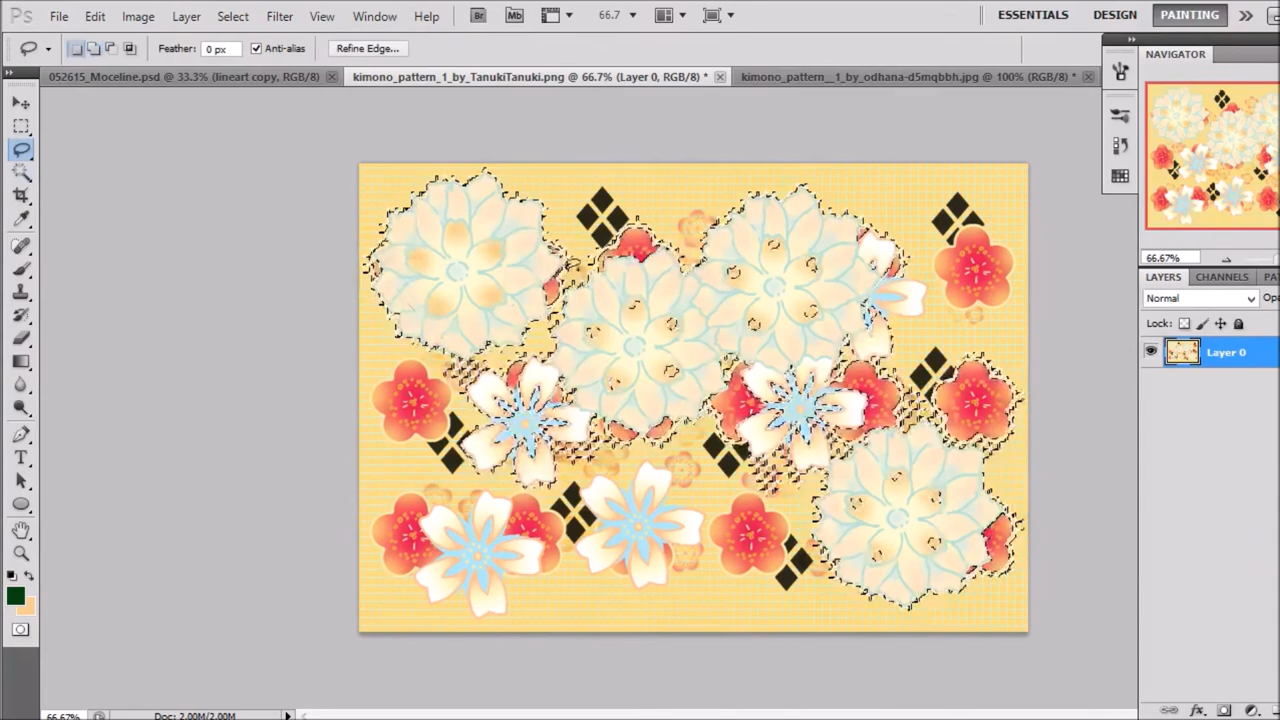 Ps File Edit Image Layer Select Filter View Window Help Br Mb 66.7 ESSENTIALS DESIGN PAINTING
Feather: 0 px Anti-alias Refine Edge...
052615_Moceline.psd @ 33.3% (lineart copy, RGB/8) kimono_pattern_1_by_TanukiTanuki.png @ 66.7% (Layer 0, RGB/8) * kimono_pattern__1_by_odhana-d5mqbbh.jpg @ 100% (RGB/8) *
NAVIGATOR
66.67%
LAYERS CHANNELS PA
Normal Opa
Lock:
Layer 0
fx
66.67% Doc: 2.00M/2.00M